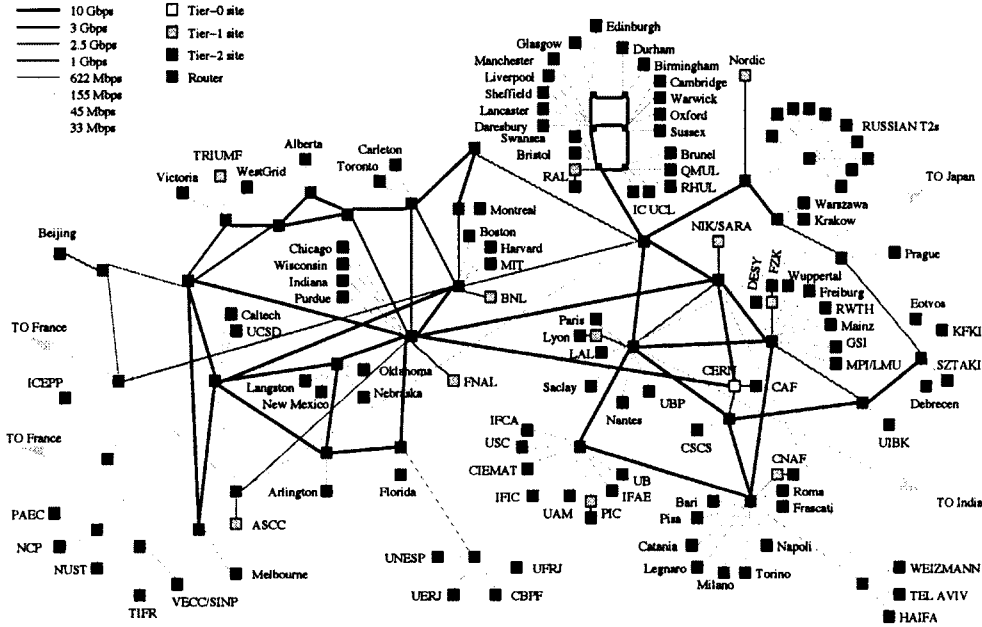 10 Gbps
3 Gbps
2.5 Gbps
1 Gbps
622 Mbps
155 Mbps
45 Mbps
33 Mbps
Tier-0 site
Tier-1 site
Tier-2 site
Router
Edinburgh
Glasgow
Durham
Manchester
Birmingham
Liverpool
Cambridge
Sheffield
Warwick
Lancaster
Oxford
Daresbury
Sussex
Swansea
Bristol
Brunel
RAL
QMUL
RHUL
IC UCL
Nordic
RUSSIAN T2s
TO Japan
Warszawa
Krakow
Prague
TRIUMF
Victoria
WestGrid
Alberta
Carleton
Toronto
Montreal
Boston
Harvard
MIT
BNL
Beijing
Chicago
Wisconsin
Indiana
Purdue
Caltech
UCSD
NIK/SARA
DESY
FZK
Wuppertal
Freiburg
RWTH
Mainz
GSI
MPI/LMU
Eotvos
KFKI
SZTAKI
Debrecen
UIBK
TO France
ICEPP
TO France
Paris
Lyon
LAL
Saclay
Nantes
UBP
CERN
CAF
CSCS
Oklahoma
Langston
New Mexico
Nebraska
FNAL
Arlington
Florida
ASCC
Melbourne
IFCA
USC
CIEMAT
IFIC
UAM
PIC
IFAE
UB
CNAF
Roma
Frascati
Bari
Pisa
Catania
Legnaro
Milano
Torino
Napoli
TO India
WEIZMANN
TEL AVIV
HAIFA
PAEC
NCP
NUST
TIFR
VECC/SINP
UNESP
UERJ
CBPF
UFRJ